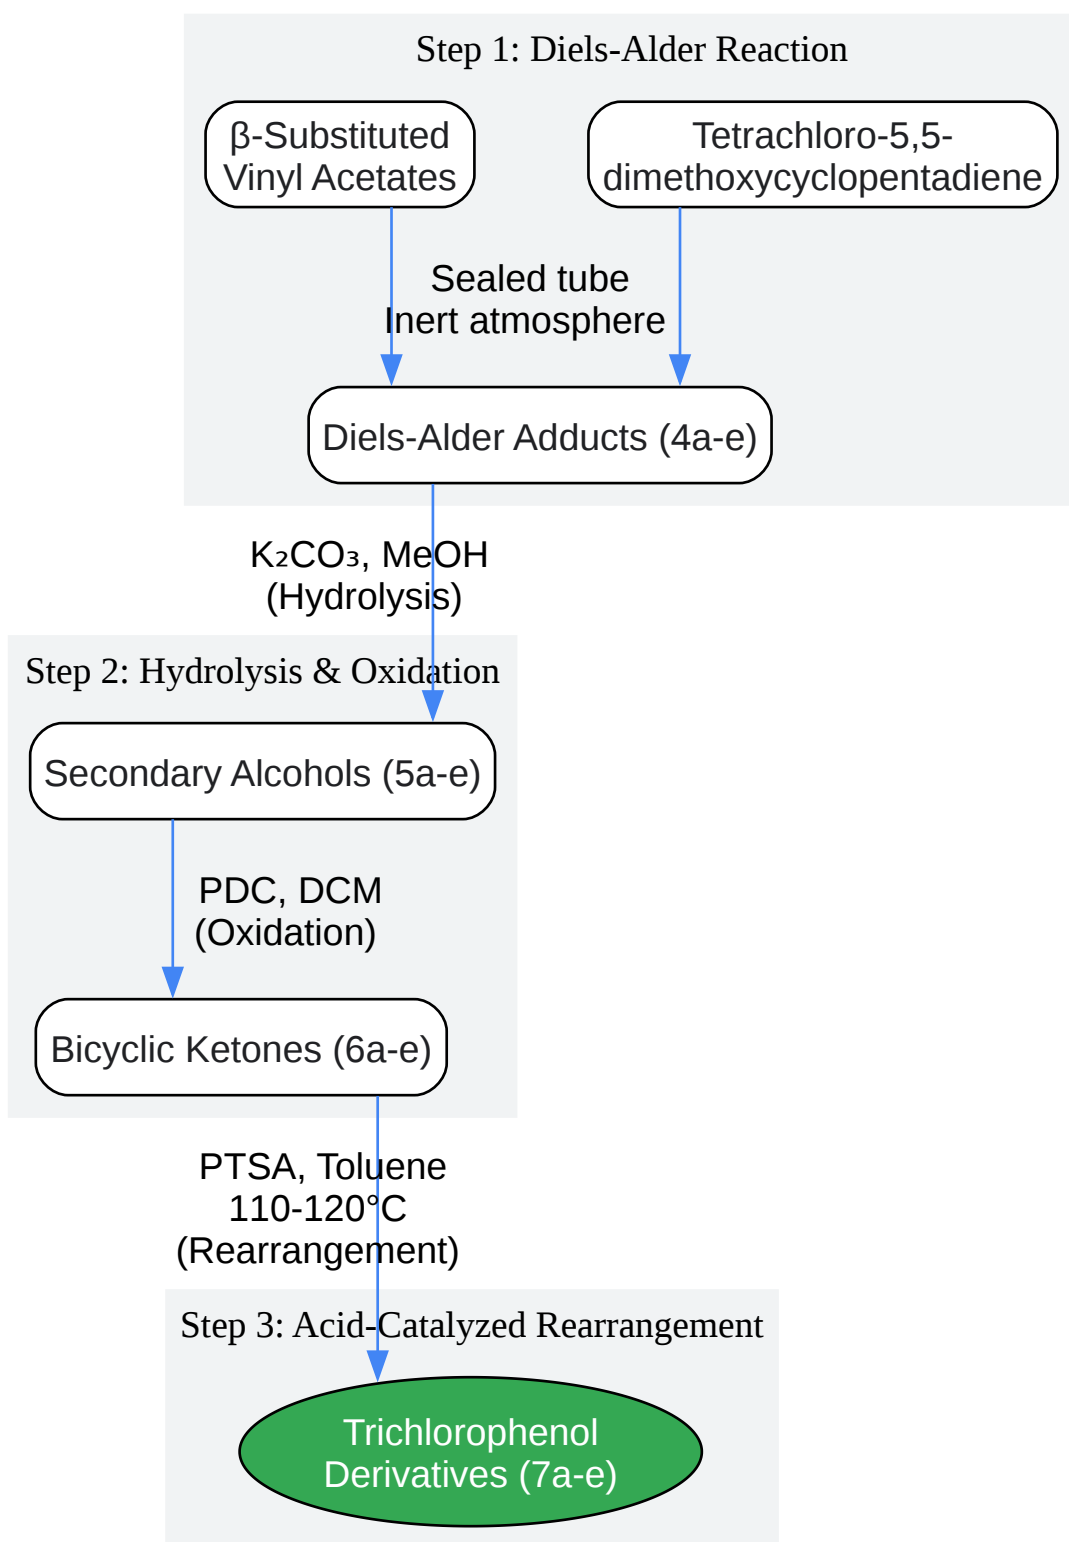 Step 1: Diels-Alder Reaction
β-Substituted
Vinyl Acetates
Tetrachloro-5,5-
dimethoxycyclopentadiene
Sealed tube
Inert atmosphere
Diels-Alder Adducts (4a-e)
K₂CO₃, MeOH
(Hydrolysis)
Step 2: Hydrolysis & Oxidation
Secondary Alcohols (5a-e)
PDC, DCM
(Oxidation)
Bicyclic Ketones (6a-e)
PTSA, Toluene
110-120°C
(Rearrangement)
Step 3: Acid-Catalyzed Rearrangement
Trichlorophenol
Derivatives (7a-e)